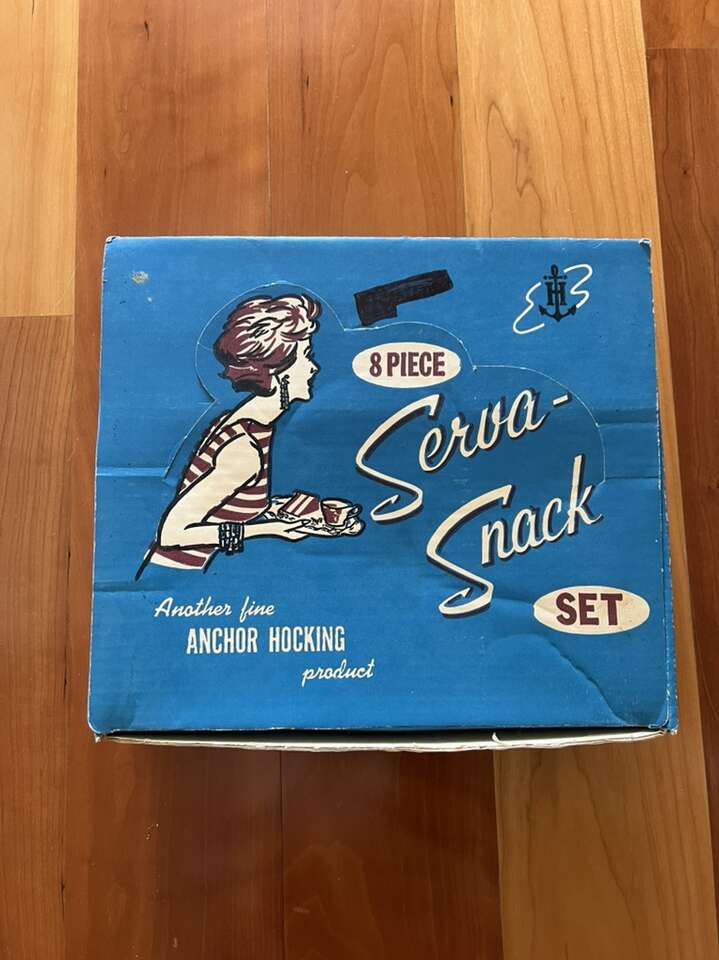 H
8 PIECE
Serva-
Snack
SET
Another fine
ANCHOR HOCKING
product